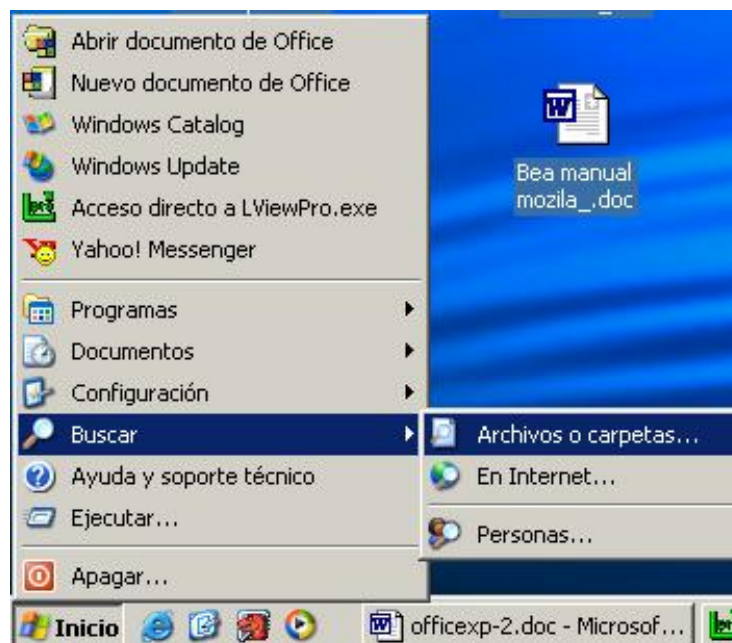 Abrir documento de Office
Nuevo documento de Office
Windows Catalog
Windows Update
Acceso directo a LViewPro.exe
Yahoo! Messenger
Programas
Documentos
Configuración
Buscar
Ayuda y soporte técnico
Ejecutar...
Apagar...
Archivos o carpetas...
En Internet...
Personas...
Bea manual
mozila_.doc
Inicio
officexp-2.doc - Microsof...